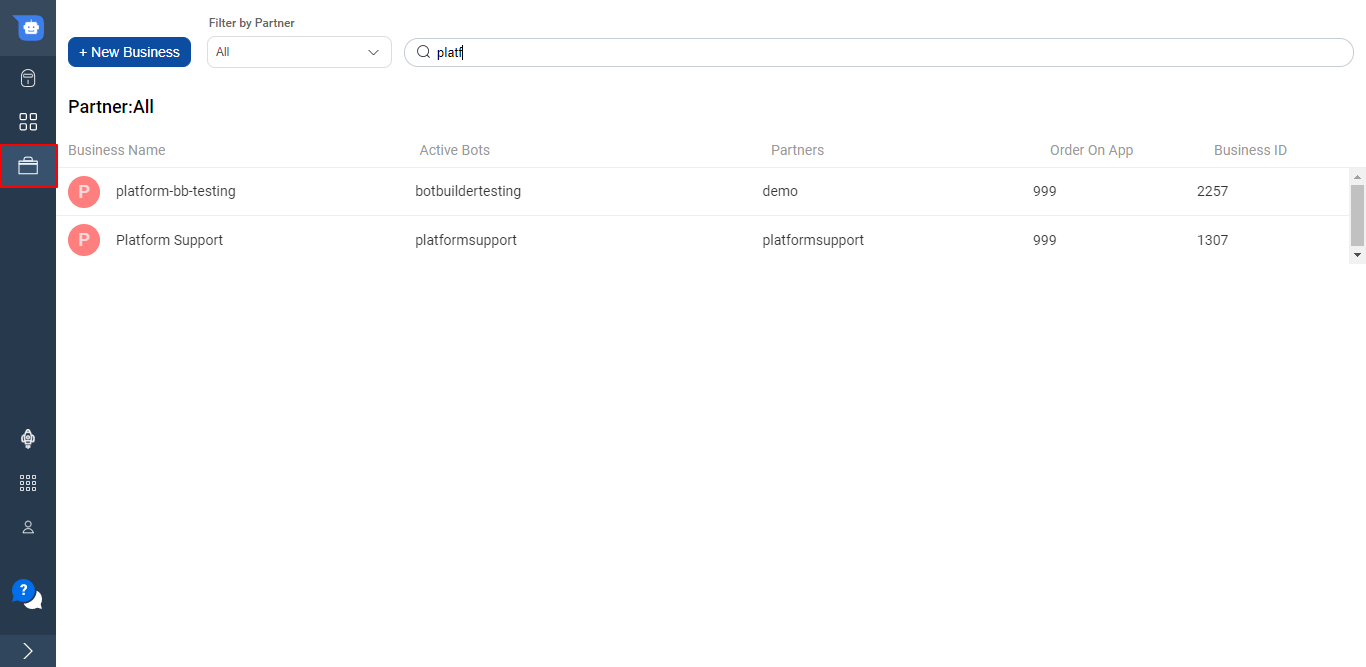 Filter by Partner
+ New Business
All
platf
Partner:All
Business Name Active Bots Partners Order On App Business ID
P platform-bb-testing botbuildertesting demo 999 2257
P Platform Support platformsupport platformsupport 999 1307
?